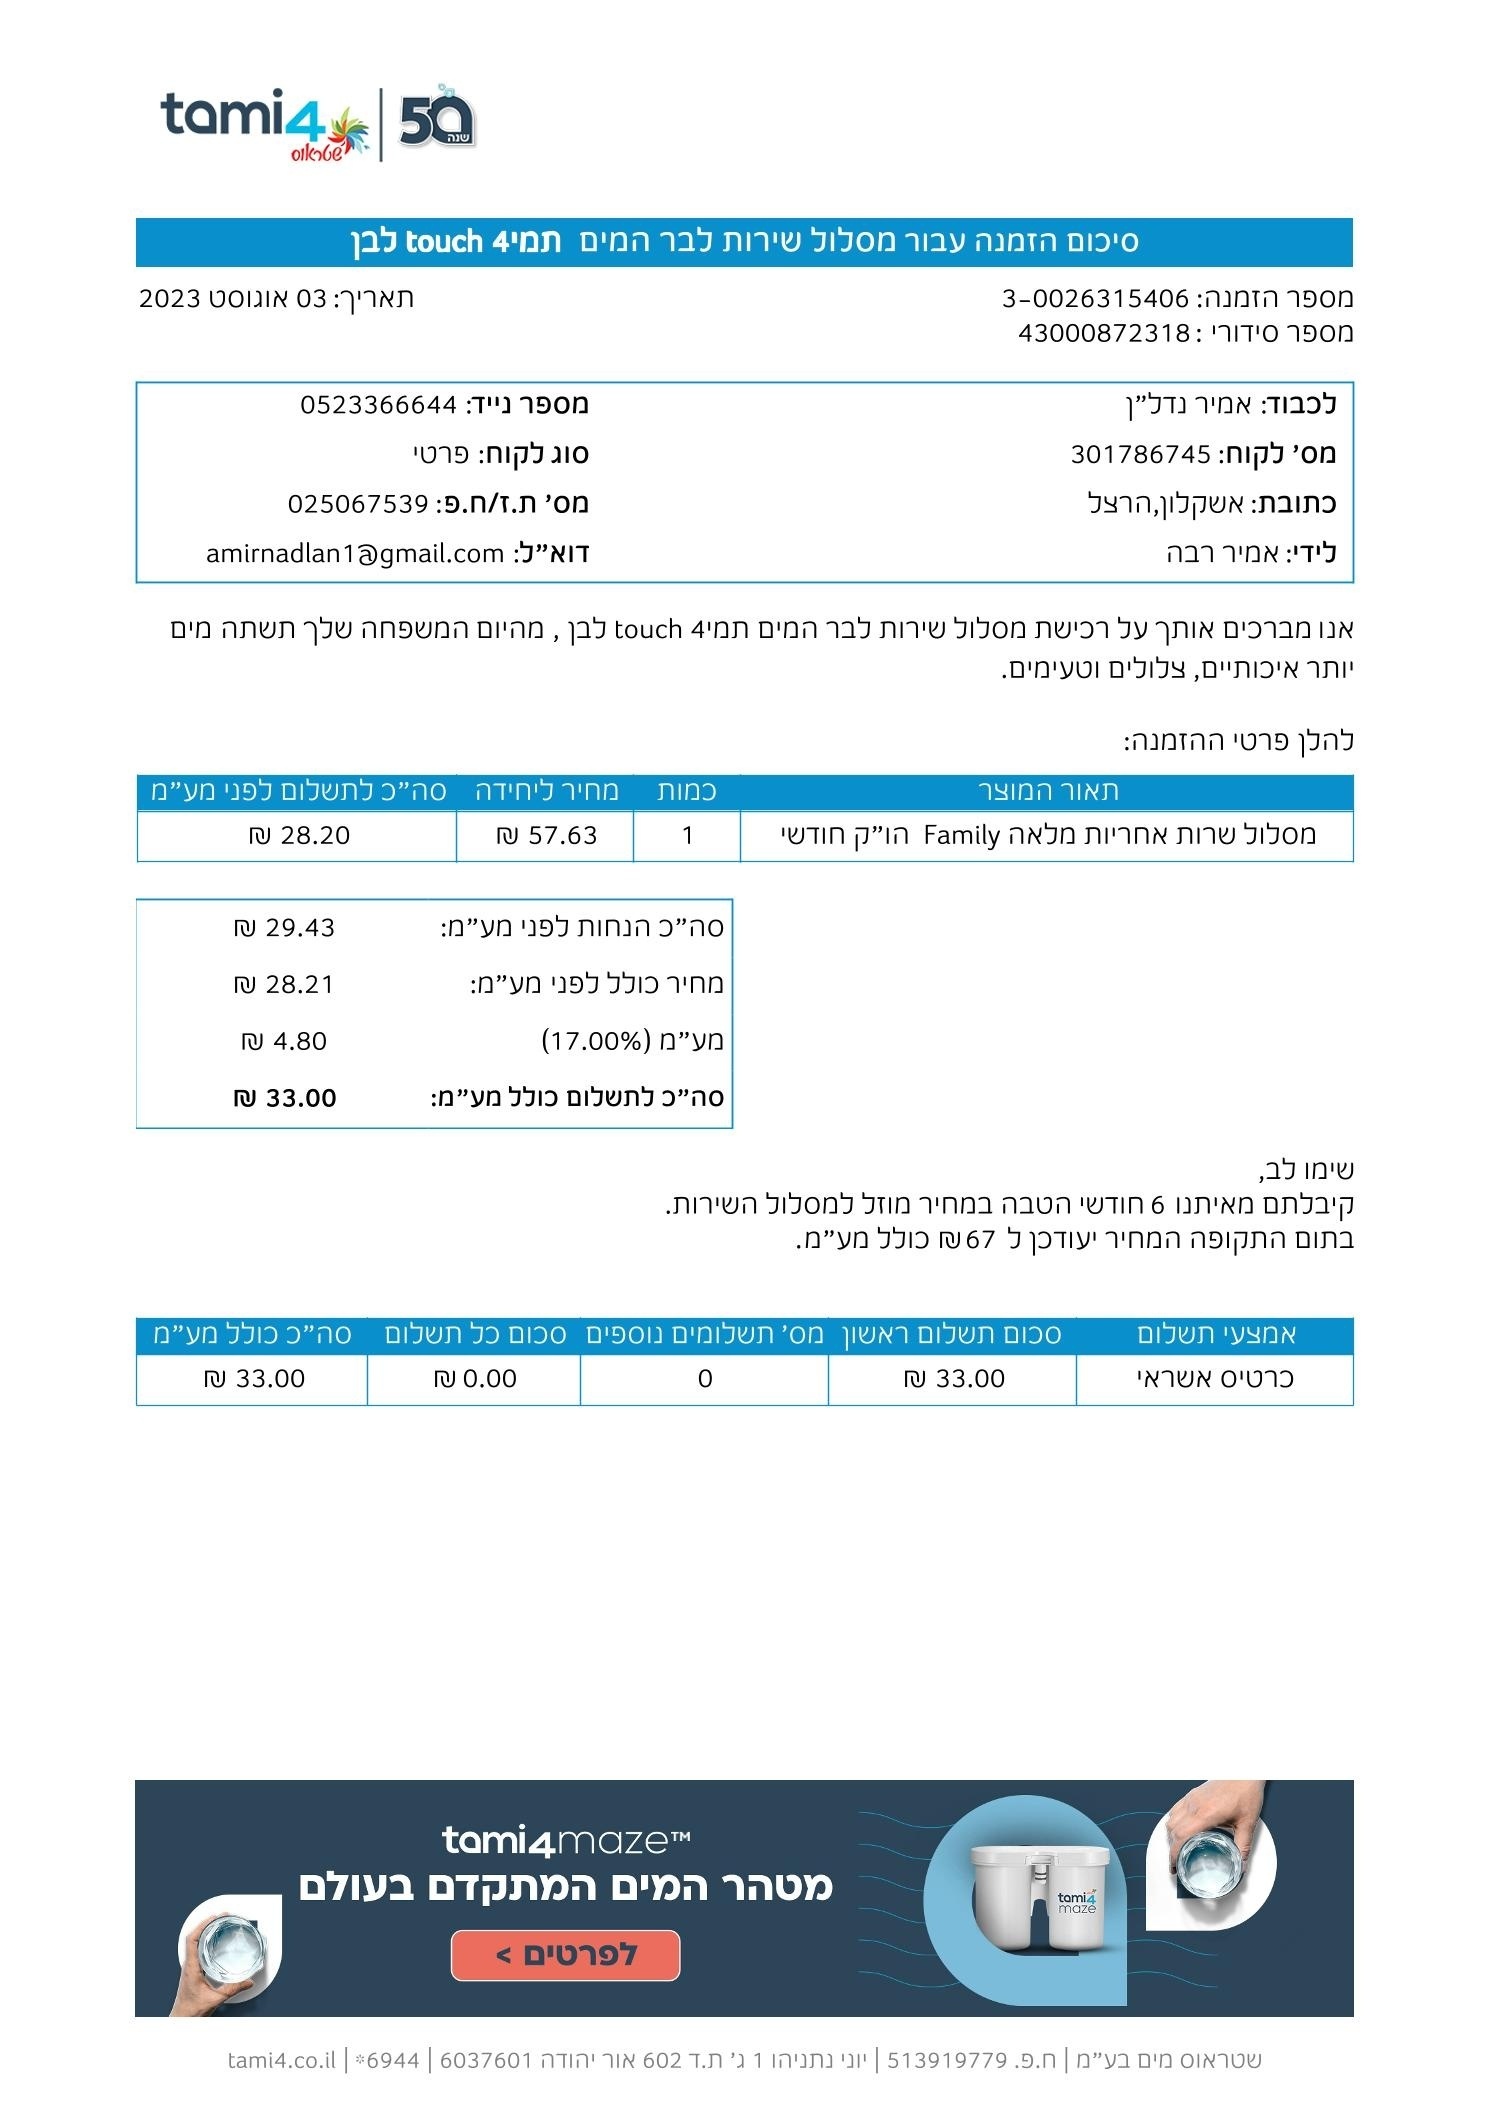 tami4
שטראוס
50
שנה
סיכום הזמנה עבור מסלול שירות לבר המים תמי4 touch לבן
מספר הזמנה: 3-0026315406 תאריך: 03 אוגוסט 2023
מספר סידורי : 43000872318
לכבוד: אמיר נדל״ן מספר נייד: 0523366644
מס׳ לקוח: 301786745 סוג לקוח: פרטי
כתובת: אשקלון,הרצל מס׳ ת.ז/ח.פ: 025067539
לידי: אמיר רבה דוא״ל: amirnadlan1@gmail.com
אנו מברכים אותך על רכישת מסלול שירות לבר המים תמי4 touch לבן , מהיום המשפחה שלך תשתה מים
יותר איכותיים, צלולים וטעימים.
להלן פרטי ההזמנה:
תאור המוצר כמות מחיר ליחידה סה״כ לתשלום לפני מע״מ
מסלול שרות אחריות מלאה Family הו״ק חודשי 1 57.63 ₪ 28.20 ₪
סה״כ הנחות לפני מע״מ: 29.43 ₪
מחיר כולל לפני מע״מ: 28.21 ₪
מע״מ (17.00%) 4.80 ₪
סה״כ לתשלום כולל מע״מ: 33.00 ₪
שימו לב,
קיבלתם מאיתנו 6 חודשי הטבה במחיר מוזל למסלול השירות.
בתום התקופה המחיר יעודכן ל 67₪ כולל מע״מ.
אמצעי תשלום סכום תשלום ראשון מס׳ תשלומים נוספים סכום כל תשלום סה״כ כולל מע״מ
כרטיס אשראי 33.00 ₪ 0 0.00 ₪ 33.00 ₪
tami4maze™
מטהר המים המתקדם בעולם
לפרטים >
tami4
maze
שטראוס מים בע״מ | ח.פ. 513919779 | יוני נתניהו 1 ג׳ ת.ד 602 אור יהודה 6037601 | 6944* | tami4.co.il